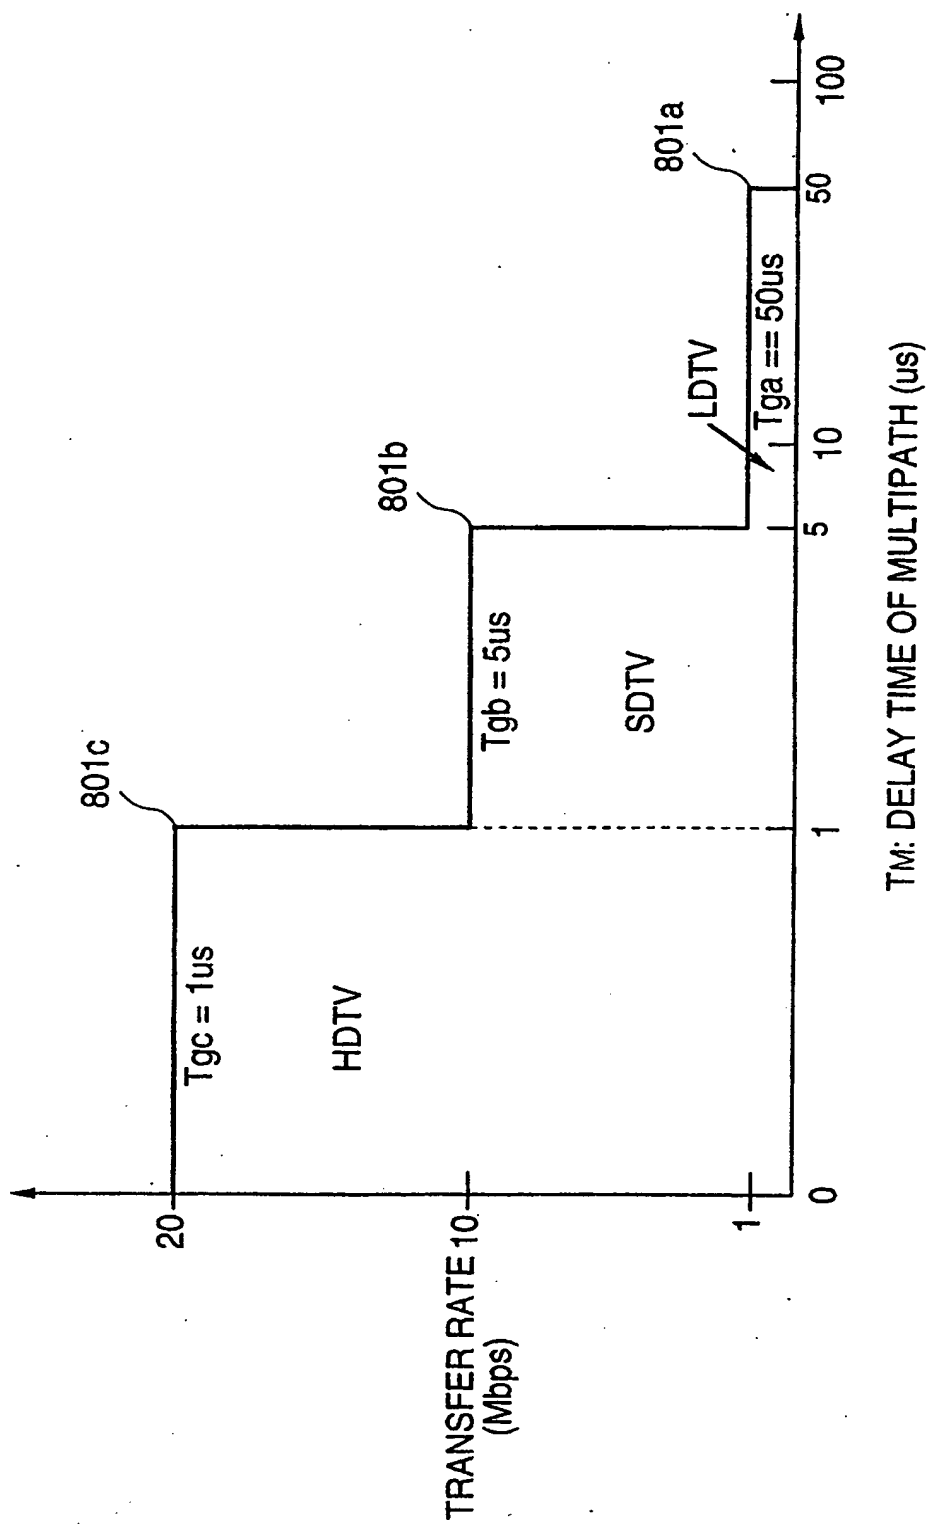 801c
801b
801a
20
Tgc = 1us
HDTV
TRANSFER RATE
(Mbps)
10
Tgb = 5us
SDTV
LDTV
Tga == 50us
1
0
1
5
10
50
100
TM: DELAY TIME OF MULTIPATH (us)